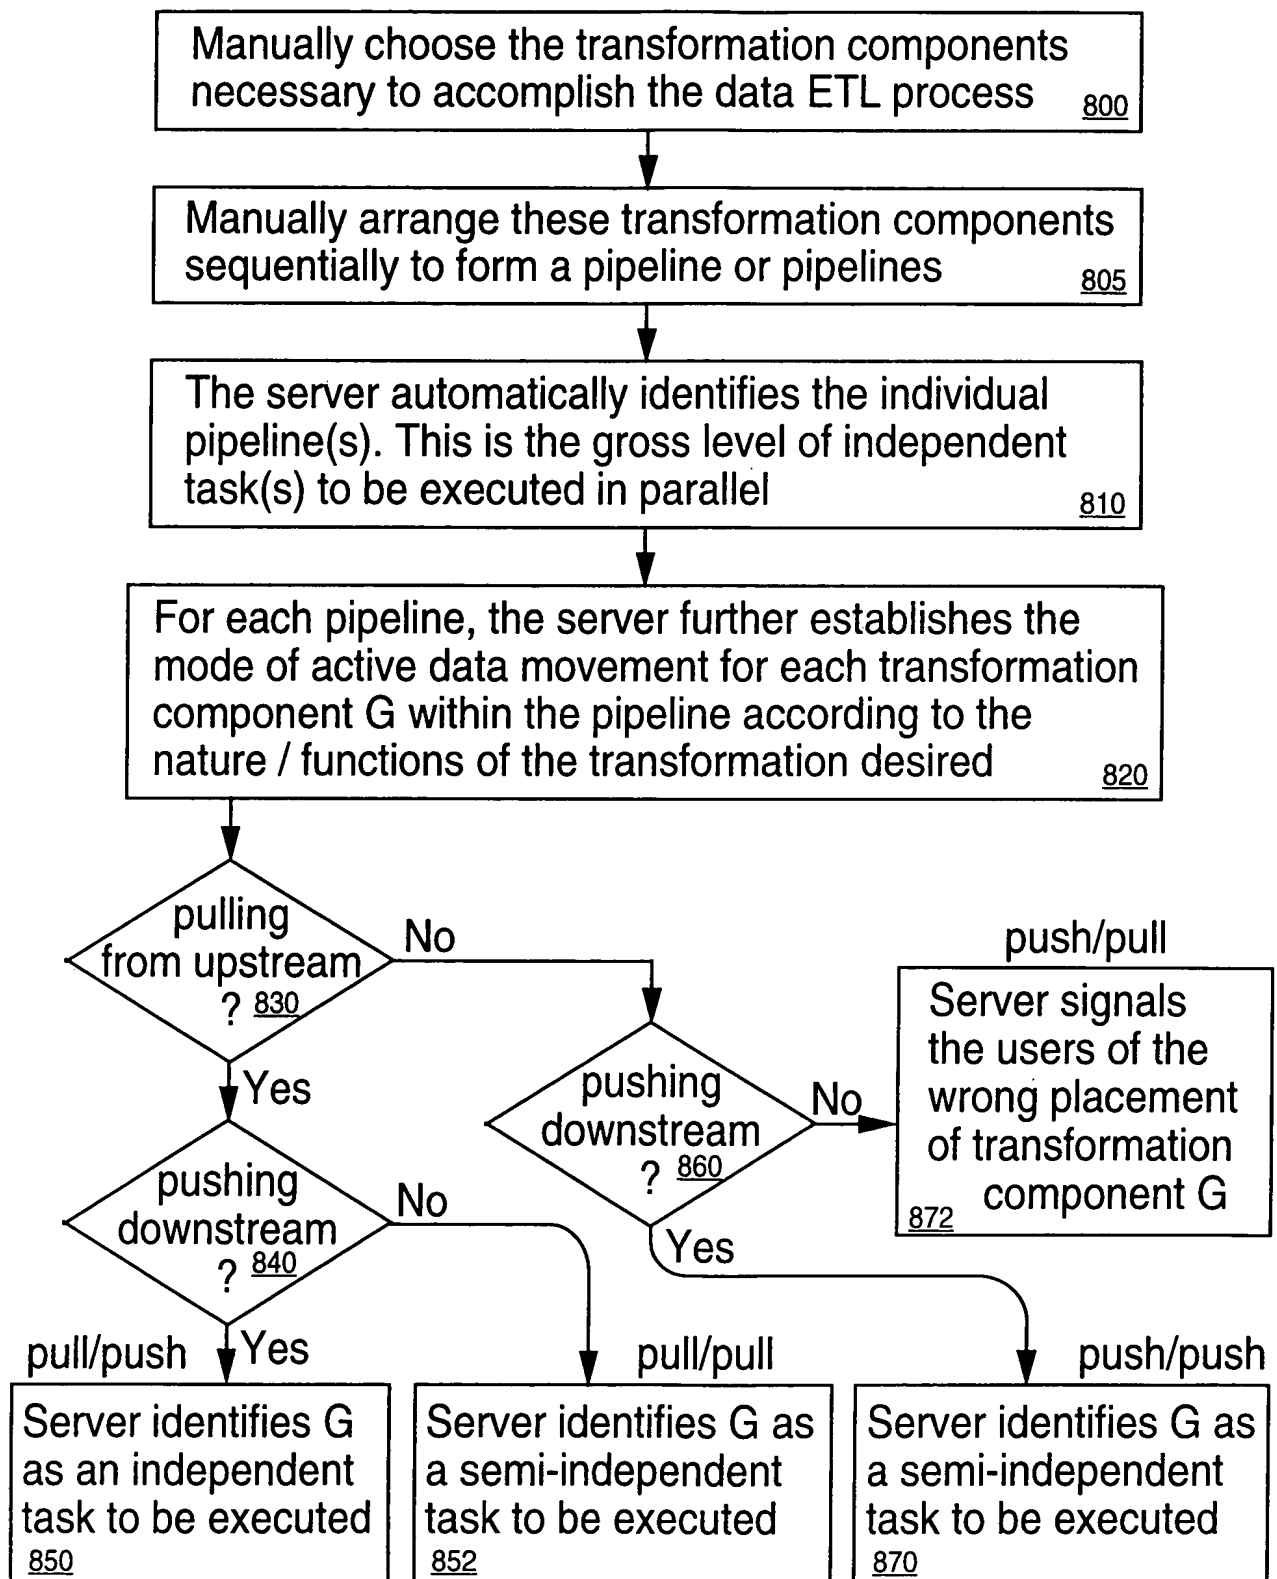 Manually choose the transformation components
necessary to accomplish the data ETL process 800
Manually arrange these transformation components
sequentially to form a pipeline or pipelines 805
The server automatically identifies the individual
pipeline(s). This is the gross level of independent
task(s) to be executed in parallel 810
For each pipeline, the server further establishes the
mode of active data movement for each transformation
component G within the pipeline according to the
nature / functions of the transformation desired 820
pulling
from upstream
? 830
No
Yes
pushing
downstream
? 860
No
Yes
push/pull
Server signals
the users of the
wrong placement
of transformation
component G
872
pushing
downstream
? 840
No
Yes
pull/push
Server identifies G
as an independent
task to be executed
850
pull/pull
Server identifies G as
a semi-independent
task to be executed
852
push/push
Server identifies G as
a semi-independent
task to be executed
870